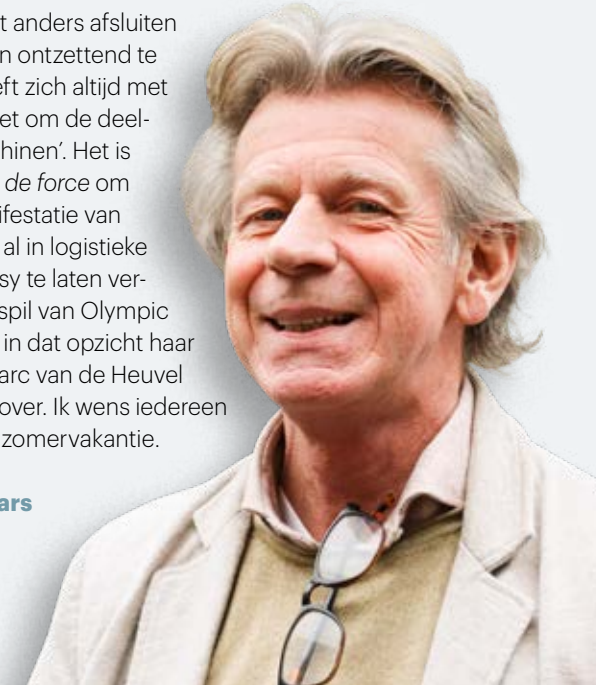 t anders afsluiten
n ontzettend te
ft zich altijd met
et om de deel-
hinen'. Het is
de force om
ifestatie van
al in logistieke
sy te laten ver-
spil van Olympic
in dat opzicht haar
arc van de Heuvel
over. Ik wens iedereen
zomervakantie.
ars